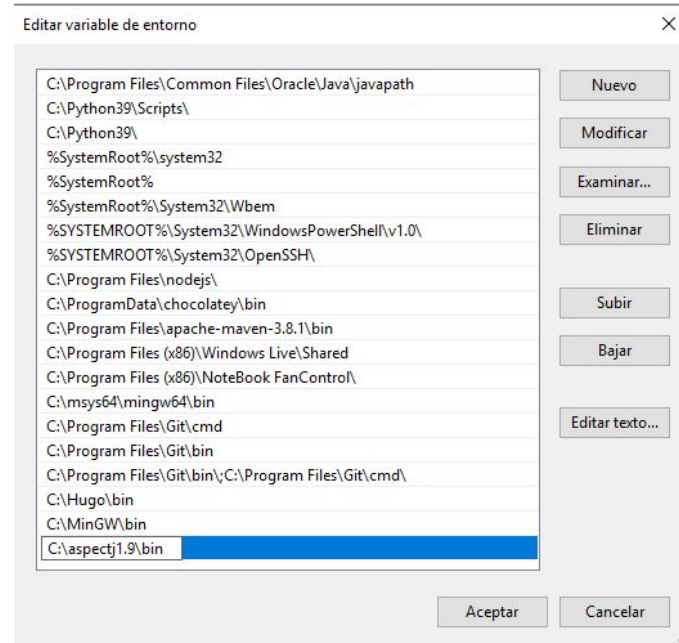 Editar variable de entorno
C:\Program Files\Common Files\Oracle\Java\javapath
C:\Python39\Scripts\
C:\Python39\
%SystemRoot%\system32
%SystemRoot%
%SystemRoot%\System32\Wbem
%SYSTEMROOT%\System32\WindowsPowerShell\v1.0\
%SYSTEMROOT%\System32\OpenSSH\
C:\Program Files\nodejs\
C:\ProgramData\chocolatey\bin
C:\Program Files\apache-maven-3.8.1\bin
C:\Program Files (x86)\Windows Live\Shared
C:\Program Files (x86)\NoteBook FanControl\
C:\msys64\mingw64\bin
C:\Program Files\Git\cmd
C:\Program Files\Git\bin
C:\Program Files\Git\bin\;C:\Program Files\Git\cmd\
C:\Hugo\bin
C:\MinGW\bin
C:\aspectj1.9\bin
Nuevo
Modificar
Examinar...
Eliminar
Subir
Bajar
Editar texto...
Aceptar
Cancelar